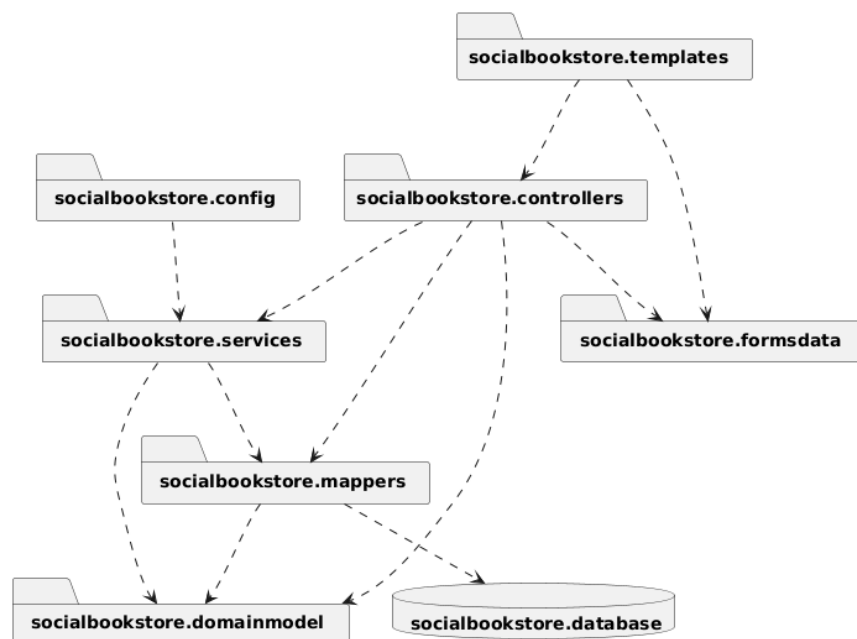 socialbookstore.templates
socialbookstore.config
socialbookstore.controllers
socialbookstore.services
socialbookstore.formsdata
socialbookstore.mappers
socialbookstore.domainmodel
socialbookstore.database